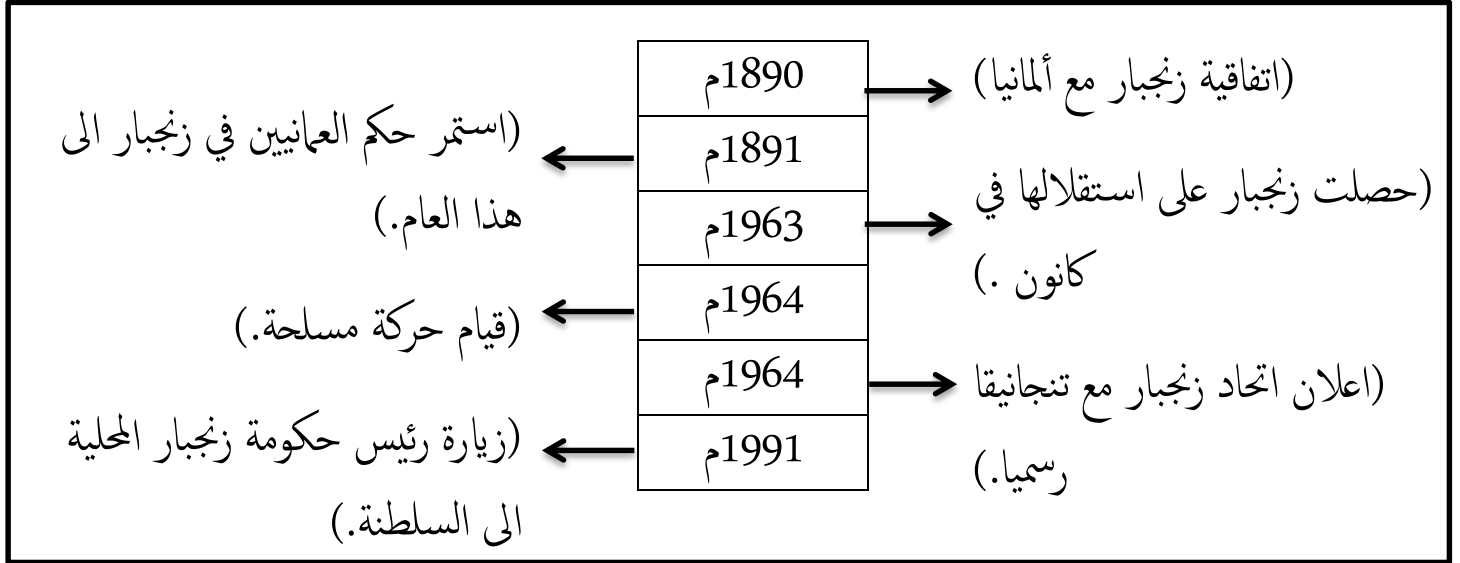 1890م
(اتفاقية زنجبار مع ألمانيا)
1891م
(استمر حكم العمانيين في زنجبار الى
هذا العام.)
1963م
(حصلت زنجبار على استقلالها في
كانون .)
1964م
(قيام حركة مسلحة.)
1964م
(اعلان اتحاد زنجبار مع تنجانيقا
رسميا.)
1991م
(زيارة رئيس حكومة زنجبار المحلية
الى السلطنة.)